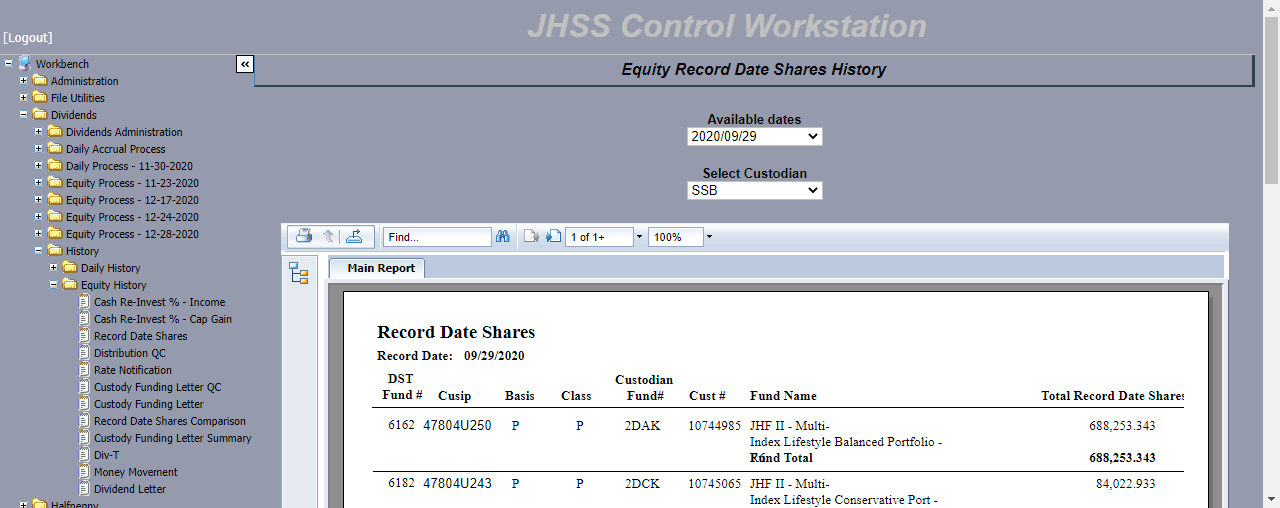 JHSS Control Workstation
[Logout]
Workbench
Administration
File Utilities
Dividends
Dividends Administration
Daily Accrual Process
Daily Process - 11-30-2020
Equity Process - 11-23-2020
Equity Process - 12-17-2020
Equity Process - 12-24-2020
Equity Process - 12-28-2020
History
Daily History
Equity History
Cash Re-Invest % - Income
Cash Re-Invest % - Cap Gain
Record Date Shares
Distribution QC
Rate Notification
Custody Funding Letter QC
Custody Funding Letter
Record Date Shares Comparison
Custody Funding Letter Summary
Div-T
Money Movement
Dividend Letter
Halfpenny
«
Equity Record Date Shares History
Available dates
2020/09/29
Select Custodian
SSB
Find... 1 of 1+ 100%
Main Report
Record Date Shares
Record Date: 09/29/2020
DST Fund # Cusip Basis Class Custodian Fund# Cust # Fund Name Total Record Date Shares
6162 47804U250 P P 2DAK 10744985 JHF II - Multi- 688,253.343
Index Lifestyle Balanced Portfolio -
Fund Total 688,253.343
6182 47804U243 P P 2DCK 10745065 JHF II - Multi- 84,022.933
Index Lifestyle Conservative Port -